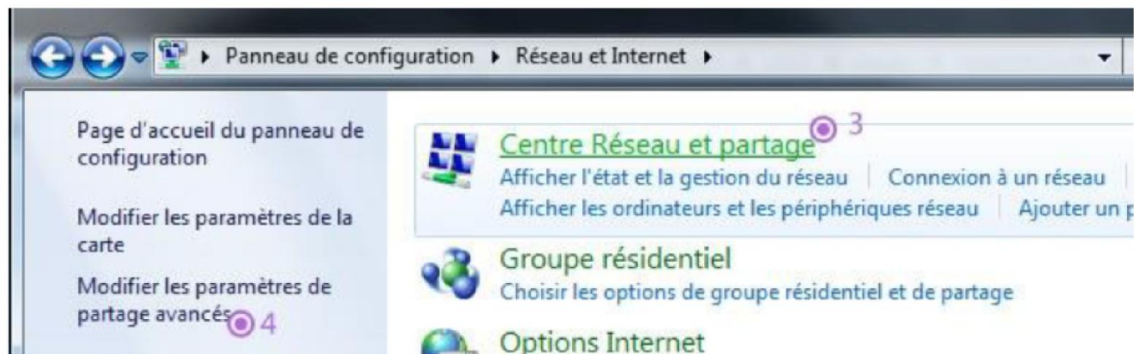 Panneau de configuration ▸ Réseau et Internet ▸
Page d'accueil du panneau de
configuration
Modifier les paramètres de la
carte
Modifier les paramètres de
partage avancés 4
Centre Réseau et partage 3
Afficher l'état et la gestion du réseau | Connexion à un réseau |
Afficher les ordinateurs et les périphériques réseau | Ajouter un p
Groupe résidentiel
Choisir les options de groupe résidentiel et de partage
Options Internet